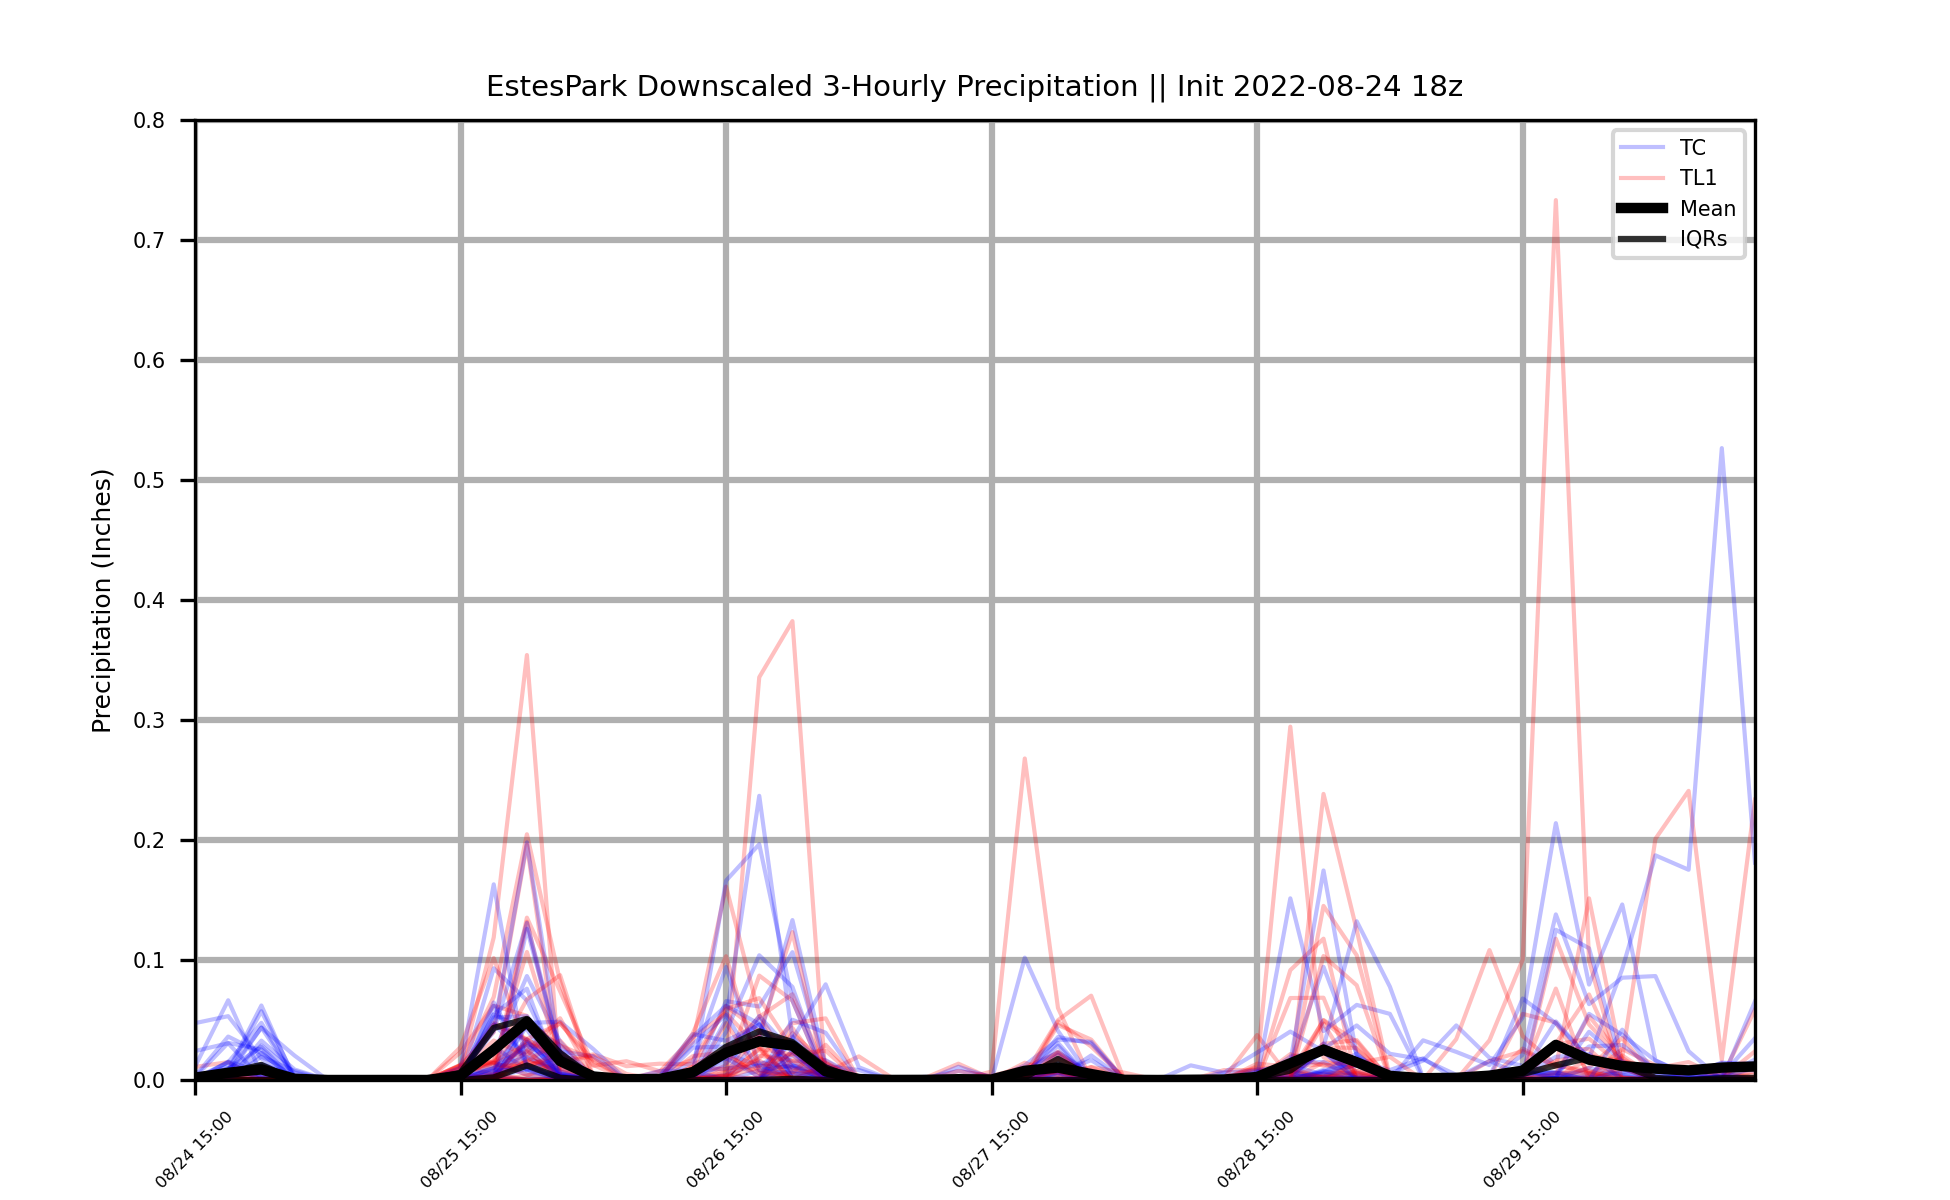 EstesPark Downscaled 3-Hourly Precipitation || Init 2022-08-24 18z
TC
TL1
Mean
IQRs
Precipitation (Inches)
0.8
0.7
0.6
0.5
0.4
0.3
0.2
0.1
0.0
08/24 15:00
08/25 15:00
08/26 15:00
08/27 15:00
08/28 15:00
08/29 15:00